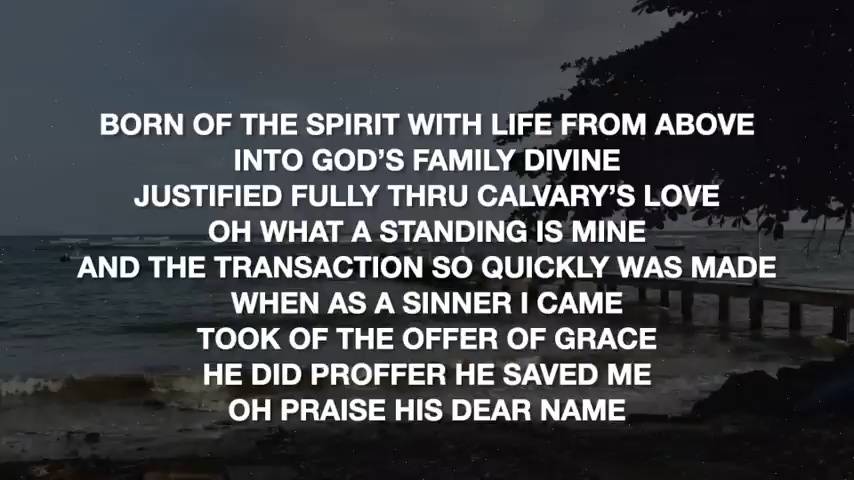 BORN OF THE SPIRIT WITH LIFE FROM ABOVE
INTO GOD'S FAMILY DIVINE
JUSTIFIED FULLY THRU CALVARY'S LOVE
OH WHAT A STANDING IS MINE
AND THE TRANSACTION SO QUICKLY WAS MADE
WHEN AS A SINNER I CAME
TOOK OF THE OFFER OF GRACE
HE DID PROFFER HE SAVED ME
OH PRAISE HIS DEAR NAME